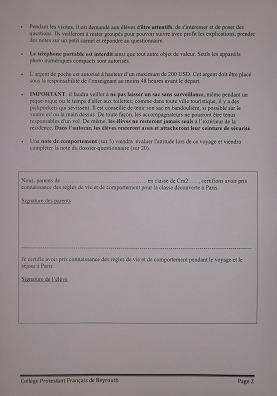 • Pendant les visites, il est demandé aux élèves d'être attentifs, de s'intéresser et de poser des
questions. Ils veilleront à rester groupés pour pouvoir suivre avec profit les explications, prendre
des notes sur un petit carnet et répondre au questionnaire.
• Le téléphone portable est interdit ainsi que tout autre objet de valeur. Seuls les appareils
photo numériques compacts sont autorisés.
• L'argent de poche est autorisé à hauteur d'un maximum de 200 USD. Cet argent doit être placé
sous la responsabilité de l'enseignant au moins 48 heures avant le départ.
• IMPORTANT : il faudra veiller à ne pas laisser un sac sans surveillance, même pendant un
pique-nique ou le temps d'aller aux toilettes; comme dans toute ville touristique, il y a des
pickpockets qui sévissent. Il est conseillé de tenir son sac en bandoulière, si possible sur le
ventre et/ ou la main dessus. De toute façon, les accompagnateurs ne pourront être tenus
responsables d'un vol. De même, les élèves ne resteront jamais seuls à l'extérieur de la
résidence. Dans l'autocar, les élèves resteront assis et attacheront leur ceinture de sécurité
• Une note de comportement (sur 5) viendra évaluer l'attitude lors de ce voyage et viendra
compléter la note du dossier-questionnaire (sur 20).
Nous, parents de ........................ en classe de Cm2 ...., certifions avoir pris
connaissance des règles de vie et de comportement pour la classe découverte à Paris.
Signature des parents
Je certifie avoir pris connaissance des règles de vie et de comportement pendant le voyage et le
séjour à Paris.
Signature de l'élève
Collège Protestant Français de Beyrouth Page 2